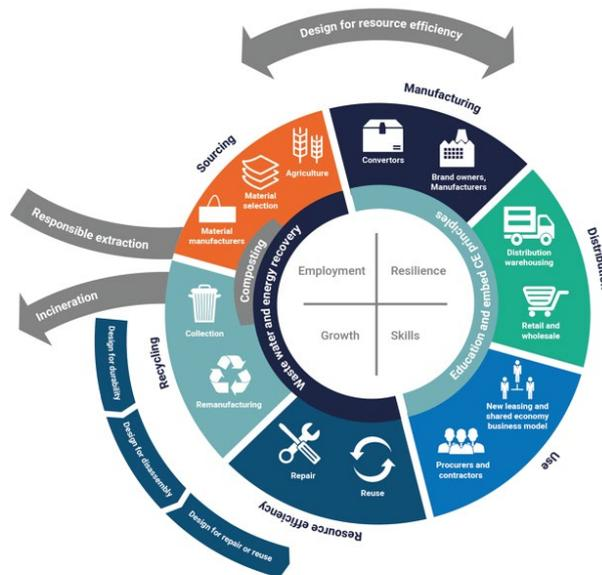 Design for resource efficiency
Manufacturing
Sourcing
Convertors
Brand owners,
Manufacturers
Agriculture
Material
selection
Material
manufacturers
Responsible extraction
Distribution
warehousing
Retail and
wholesale
Composting
Waste water and energy recovery
Education and embed CE principles
Employment
Resilience
Growth
Skills
Incineration
Collection
Remanufacturing
Recycling
New leasing and
shared economy
business model
Procurers and
contractors
Use
Repair
Reuse
Resource efficiency
Design for durability
Design for disassembly
Design for repair or reuse